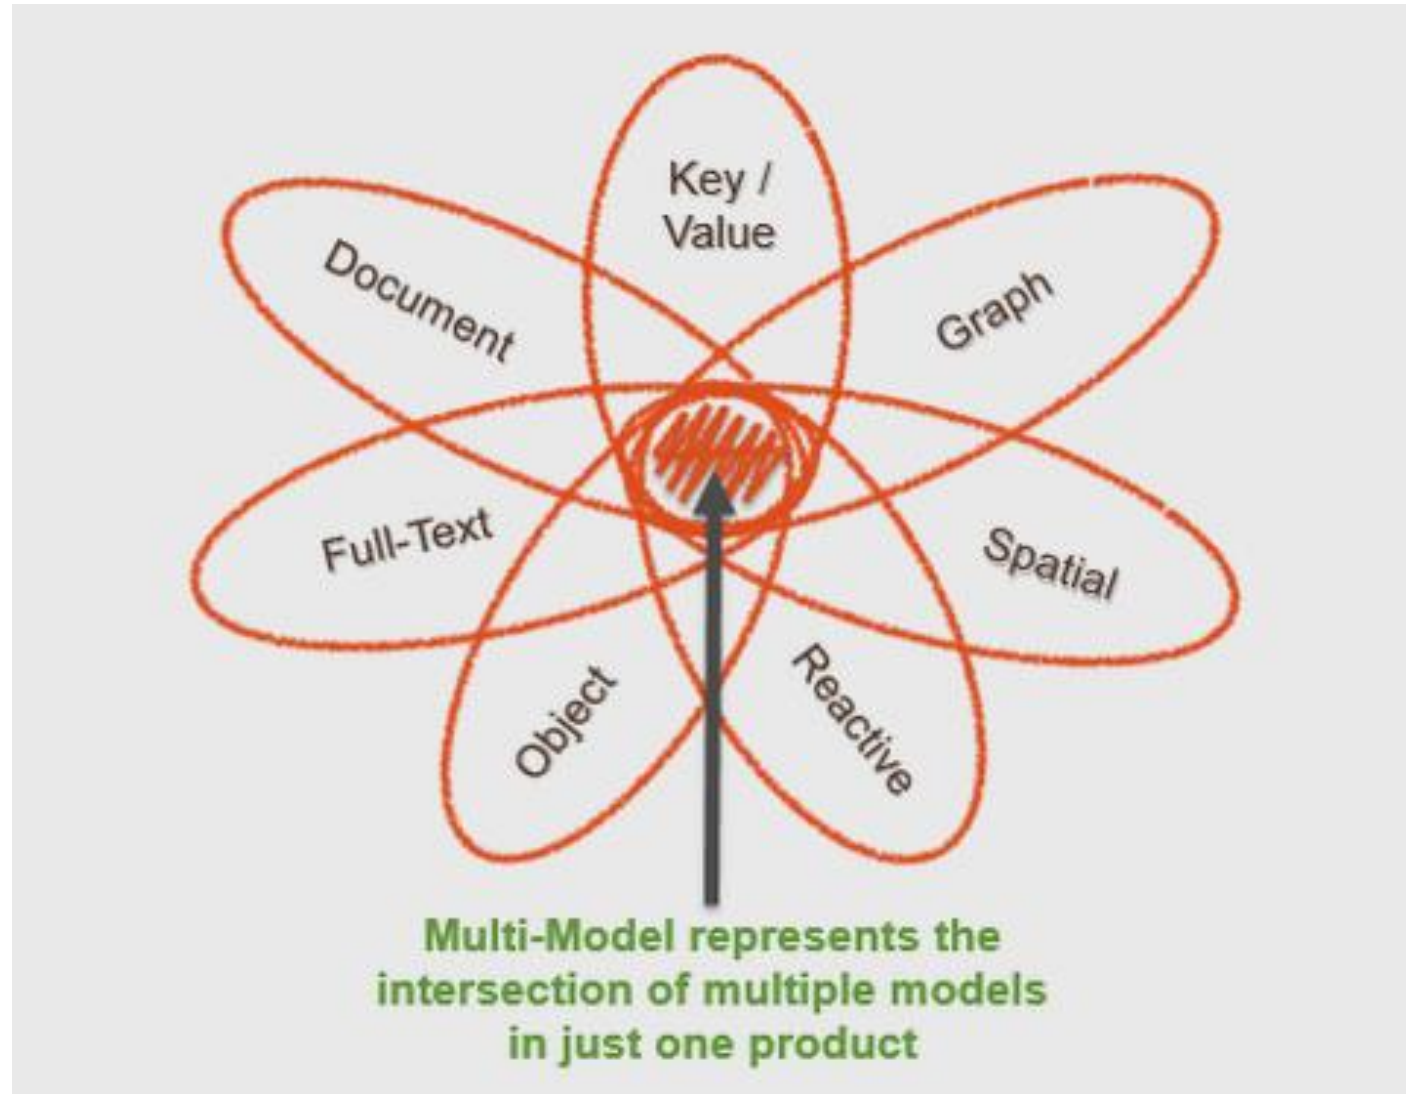 Key /
Value
Document
Graph
Full-Text
Spatial
Object
Reactive
Multi-Model represents the
intersection of multiple models
in just one product